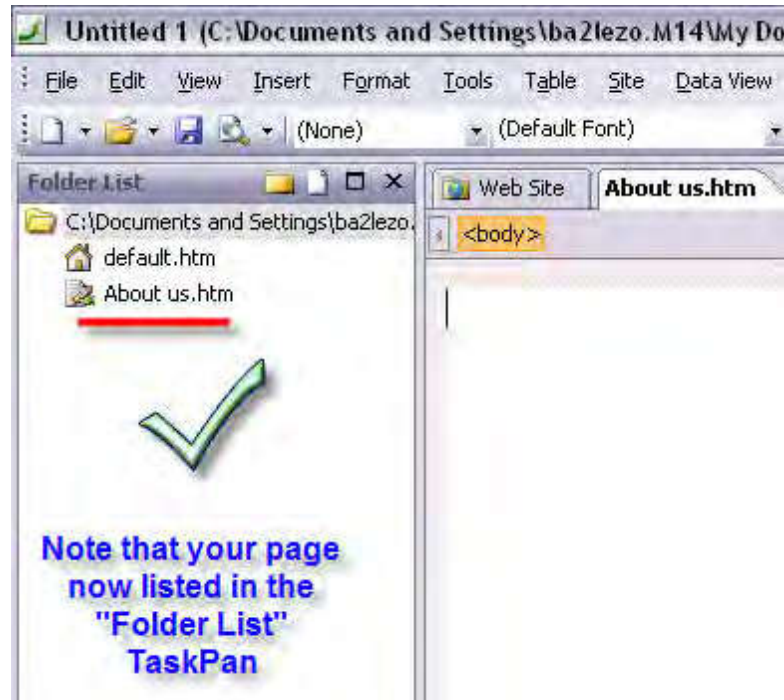 Untitled 1 (C:\Documents and Settings\ba2lezo.M14\My Do
File Edit View Insert Format Tools Table Site Data View
(None) (Default Font)
Folder List
C:\Documents and Settings\ba2lezo.
default.htm
About us.htm
Web Site About us.htm
<body>
Note that your page
now listed in the
"Folder List"
TaskPan